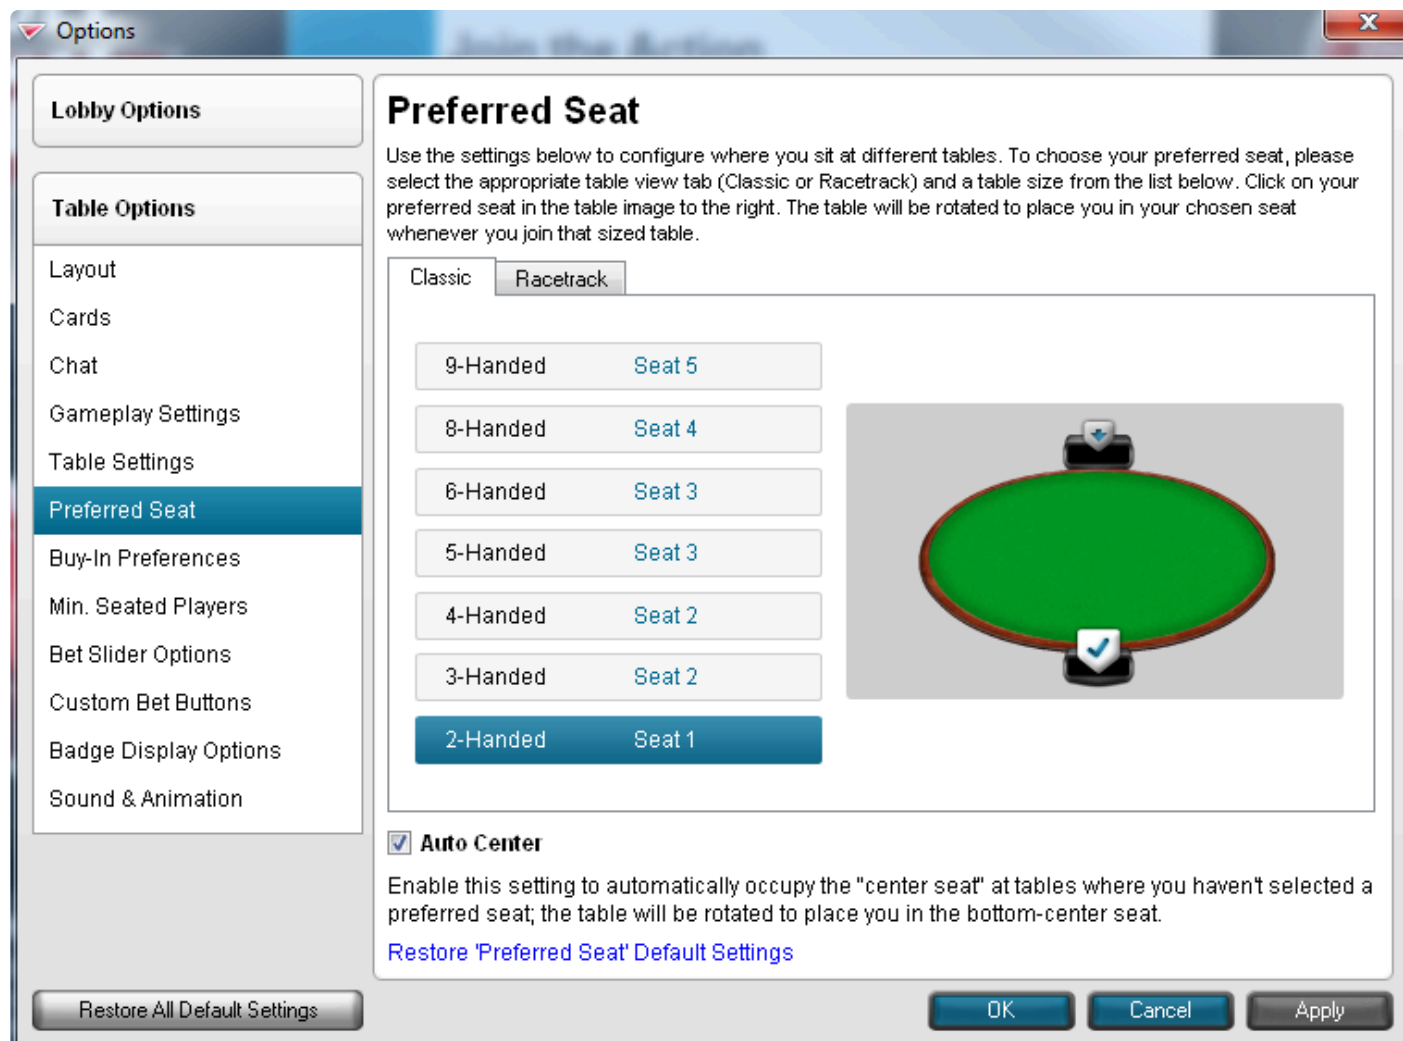 Options
Join the Action
Lobby Options
Table Options
Layout
Cards
Chat
Gameplay Settings
Table Settings
Preferred Seat
Buy-In Preferences
Min. Seated Players
Bet Slider Options
Custom Bet Buttons
Badge Display Options
Sound & Animation
Restore All Default Settings
Preferred Seat
Use the settings below to configure where you sit at different tables. To choose your preferred seat, please
select the appropriate table view tab (Classic or Racetrack) and a table size from the list below. Click on your
preferred seat in the table image to the right. The table will be rotated to place you in your chosen seat
whenever you join that sized table.
Classic Racetrack
9-Handed Seat 5
8-Handed Seat 4
6-Handed Seat 3
5-Handed Seat 3
4-Handed Seat 2
3-Handed Seat 2
2-Handed Seat 1
Auto Center
Enable this setting to automatically occupy the "center seat" at tables where you haven't selected a
preferred seat; the table will be rotated to place you in the bottom-center seat.
Restore 'Preferred Seat' Default Settings
OK Cancel Apply